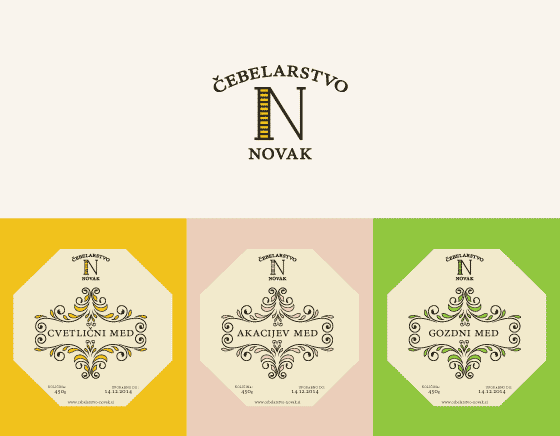 ČEBELARSTVO
N
NOVAK
ČEBELARSTVO
N
NOVAK
CVETLIČNI MED
KOLIČINA:
450g
UPORABNO DO:
14.12.2014
www.cebelarstvo-novak.si
ČEBELARSTVO
N
NOVAK
AKACIJEV MED
KOLIČINA:
450g
UPORABNO DO:
14.12.2014
www.cebelarstvo-novak.si
ČEBELARSTVO
N
NOVAK
GOZDNI MED
KOLIČINA:
450g
UPORABNO DO:
14.12.2014
www.cebelarstvo-novak.si